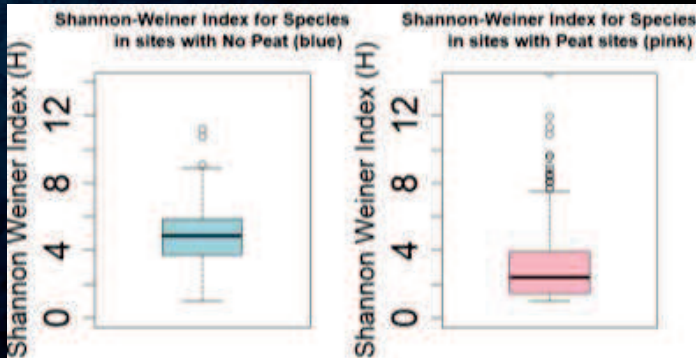 Shannon-Weiner Index for Species
in sites with No Peat (blue)
Shannon Weiner Index (H)
12
8
4
0
Shannon-Weiner Index for Species
in sites with Peat sites (pink)
Shannon Weiner Index (H)
12
8
4
0